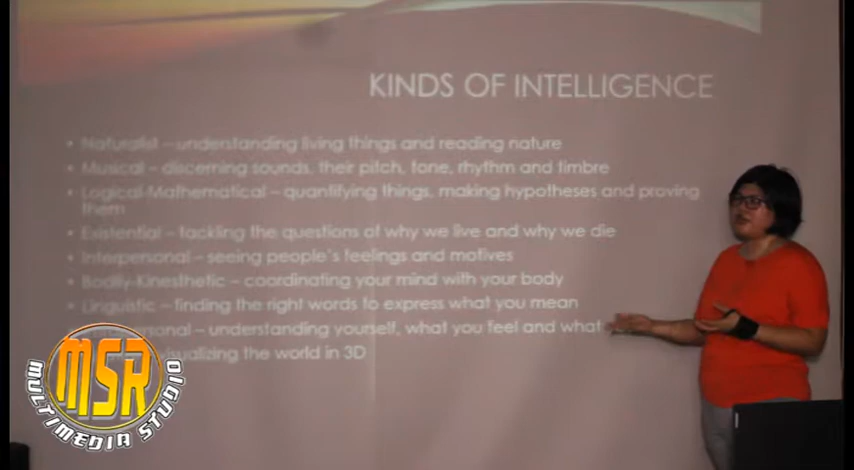 KINDS OF INTELLIGENCE
• Naturalist – understanding living things and reading nature
• Musical – discerning sounds, their pitch, tone, rhythm and timbre
• Logical-Mathematical – quantifying things, making hypotheses and proving
them
• Existential – tackling the questions of why we live and why we die
• Interpersonal – seeing people's feelings and motives
• Bodily-Kinesthetic – coordinating your mind with your body
• Linguistic – finding the right words to express what you mean
– understanding yourself, what you feel and what
visualizing the world in 3D
MSR
MULTIMEDIA STUDIO